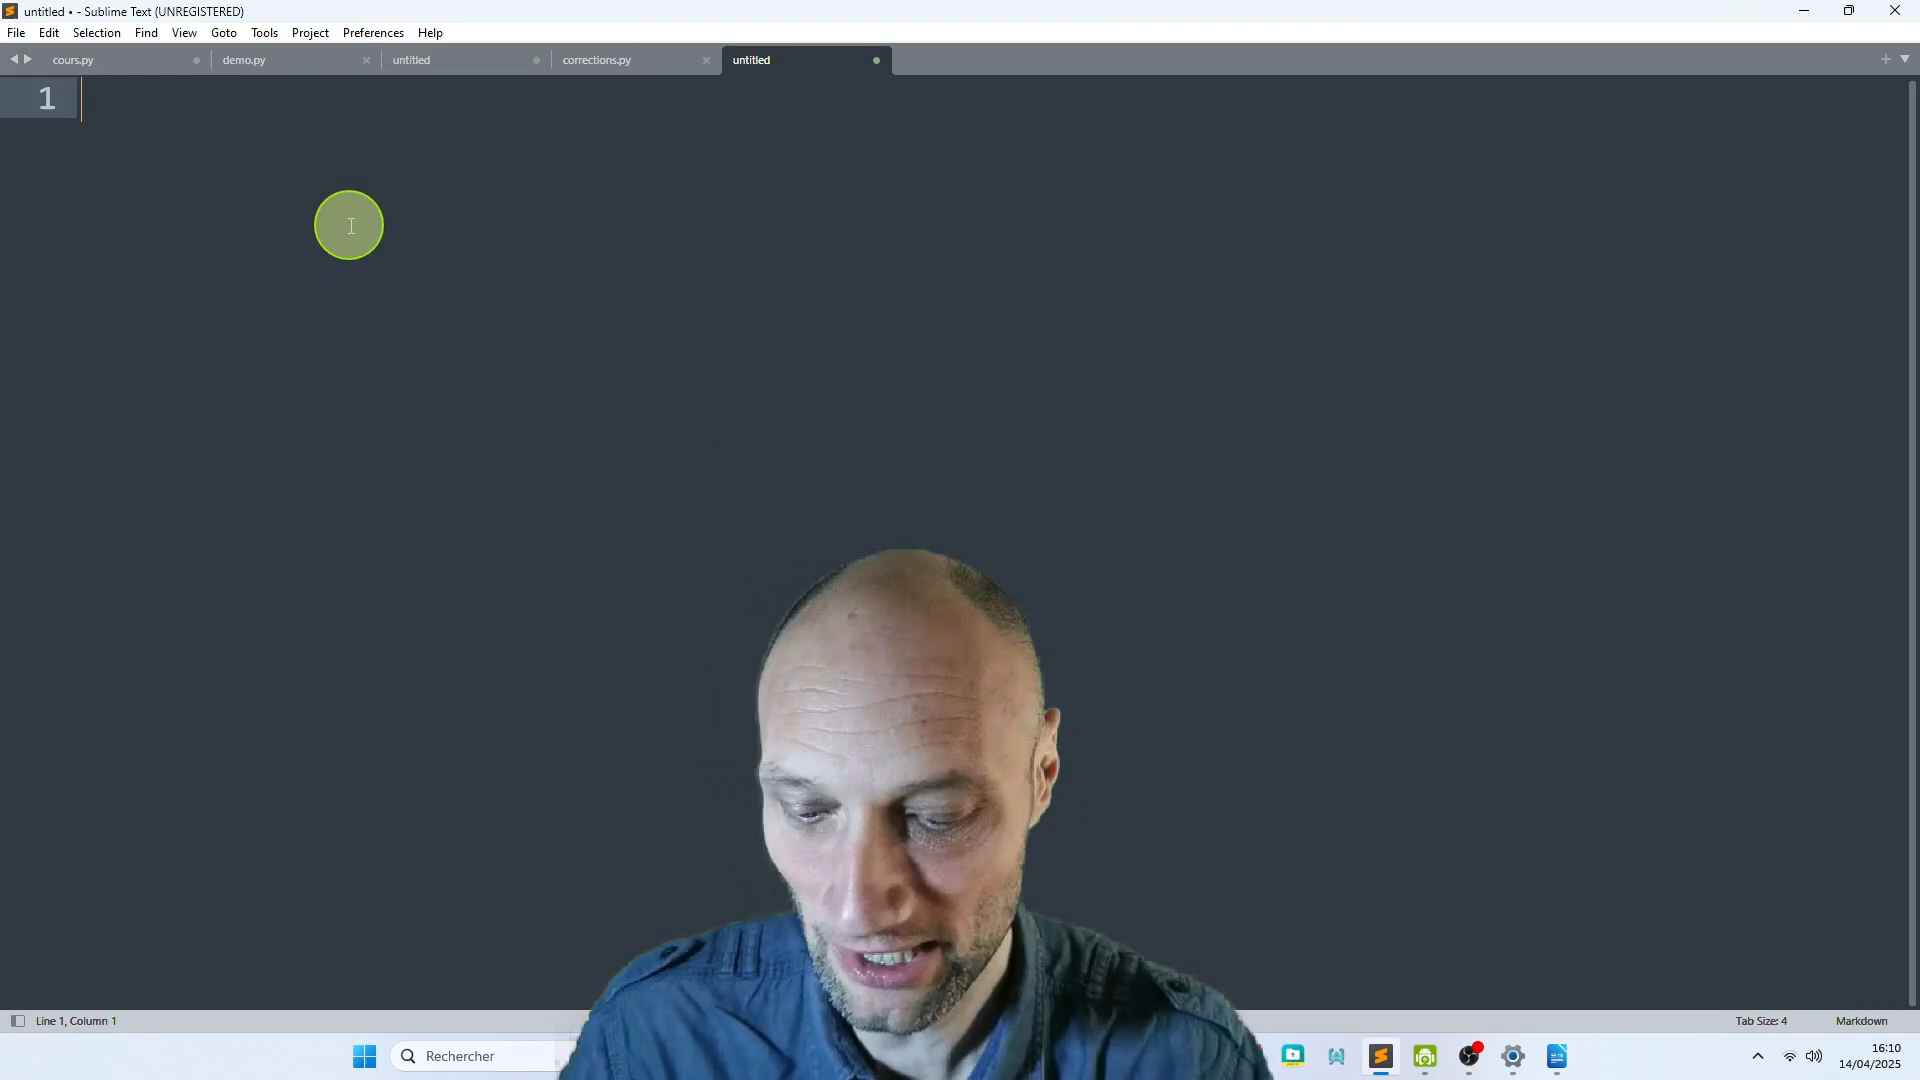 untitled • - Sublime Text (UNREGISTERED)
File Edit Selection Find View Goto Tools Project Preferences Help
cours.py demo.py untitled corrections.py untitled
1
Line 1, Column 1 Tab Size: 4 Markdown
Rechercher
16:10
14/04/2025